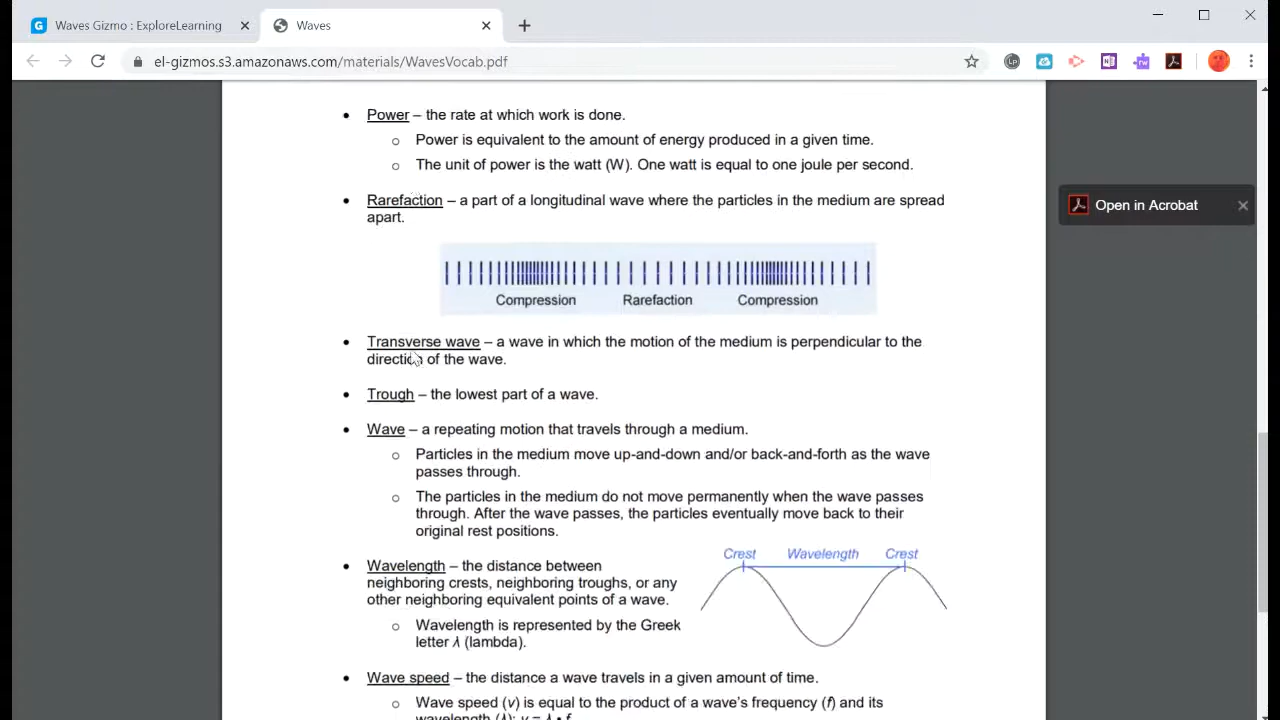 Waves Gizmo : ExploreLearning
Waves
el-gizmos.s3.amazonaws.com/materials/WavesVocab.pdf
Power – the rate at which work is done.
Power is equivalent to the amount of energy produced in a given time.
The unit of power is the watt (W). One watt is equal to one joule per second.
Rarefaction – a part of a longitudinal wave where the particles in the medium are spread
apart.
Open in Acrobat
Compression Rarefaction Compression
Transverse wave – a wave in which the motion of the medium is perpendicular to the
direction of the wave.
Trough – the lowest part of a wave.
Wave – a repeating motion that travels through a medium.
Particles in the medium move up-and-down and/or back-and-forth as the wave
passes through.
The particles in the medium do not move permanently when the wave passes
through. After the wave passes, the particles eventually move back to their
original rest positions.
Crest Wavelength Crest
Wavelength – the distance between
neighboring crests, neighboring troughs, or any
other neighboring equivalent points of a wave.
Wavelength is represented by the Greek
letter λ (lambda).
Wave speed – the distance a wave travels in a given amount of time.
Wave speed (v) is equal to the product of a wave's frequency (f) and its
wavelength (λ): v = λ • f